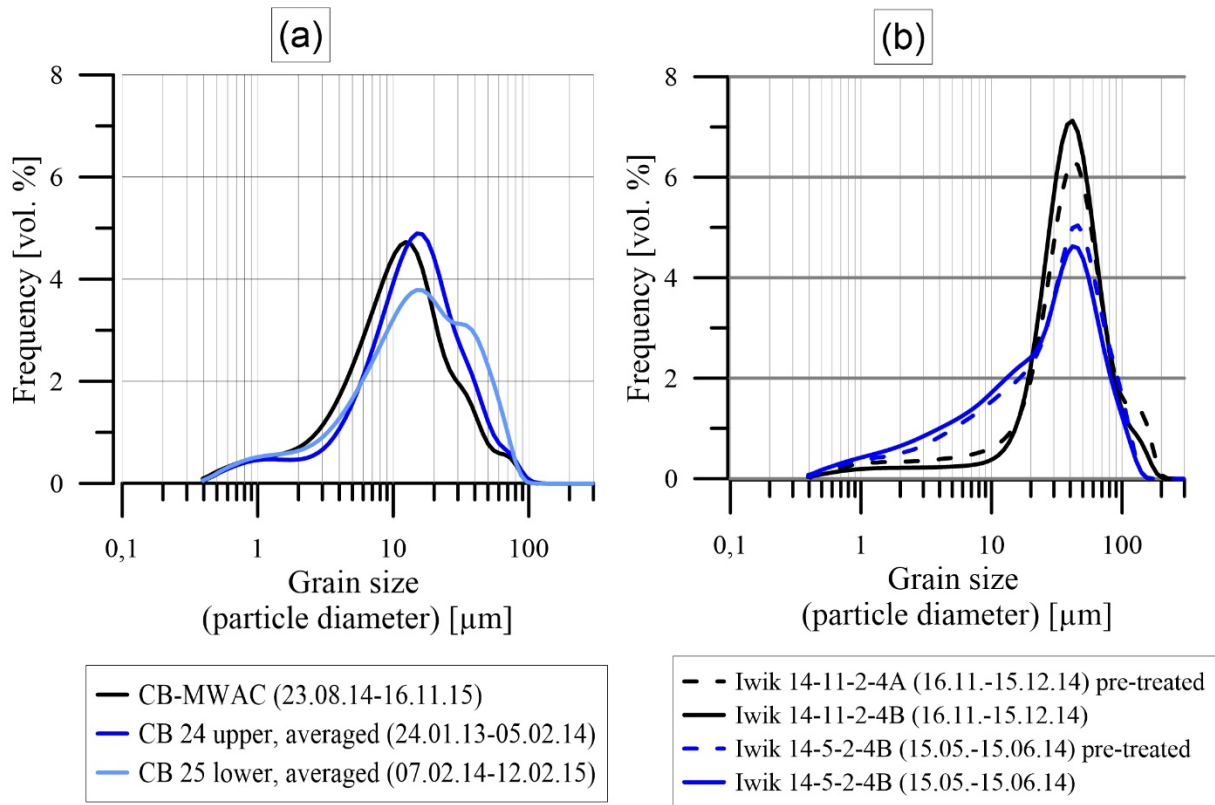 (a)
8
6
4
2
0
Frequency [vol. %]
0,1 1 10 100
Grain size
(particle diameter) [µm]
CB-MWAC (23.08.14-16.11.15)
CB 24 upper, averaged (24.01.13-05.02.14)
CB 25 lower, averaged (07.02.14-12.02.15)
(b)
8
6
4
2
0
Frequency [vol. %]
0,1 1 10 100
Grain size
(particle diameter) [µm]
Iwik 14-11-2-4A (16.11.-15.12.14) pre-treated
Iwik 14-11-2-4B (16.11.-15.12.14)
Iwik 14-5-2-4B (15.05.-15.06.14) pre-treated
Iwik 14-5-2-4B (15.05.-15.06.14)